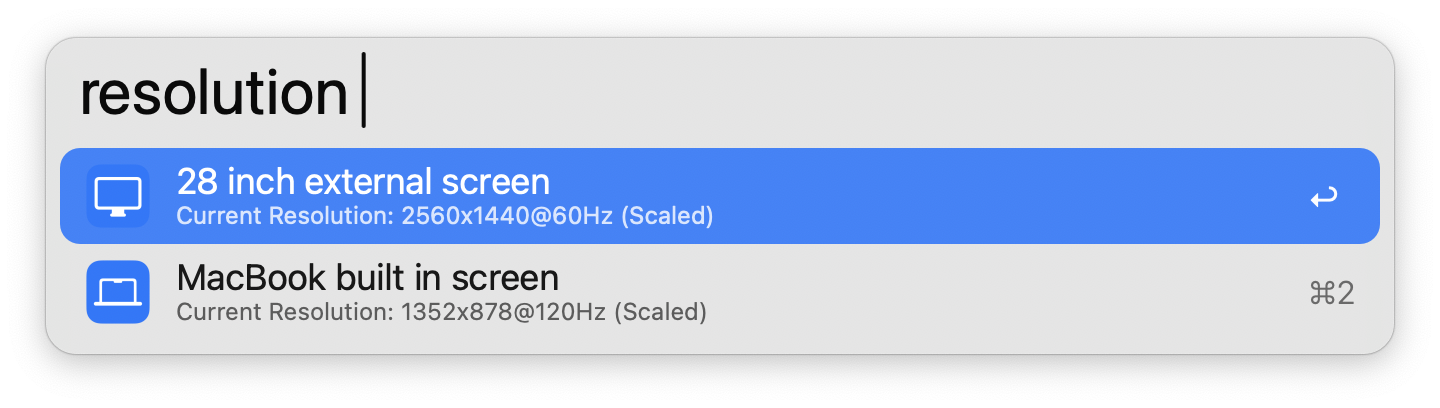 resolution
28 inch external screen
Current Resolution: 2560x1440@60Hz (Scaled)
MacBook built in screen
Current Resolution: 1352x878@120Hz (Scaled)
⌘2